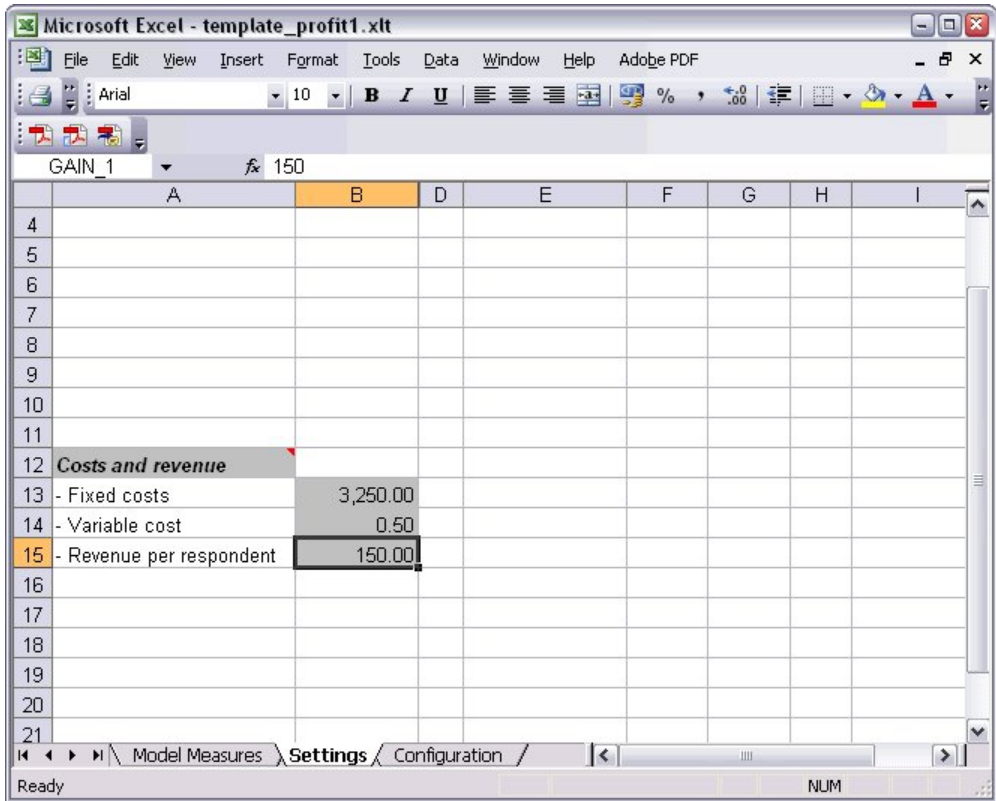 Microsoft Excel - template_profit1.xlt
File Edit View Insert Format Tools Data Window Help Adobe PDF
Arial 10 B I U % , A
GAIN_1 fx 150
A B D E F G H I
4
5
6
7
8
9
10
11
12 Costs and revenue
13 - Fixed costs 3,250.00
14 - Variable cost 0.50
15 - Revenue per respondent 150.00
16
17
18
19
20
21
Model Measures Settings Configuration
Ready NUM